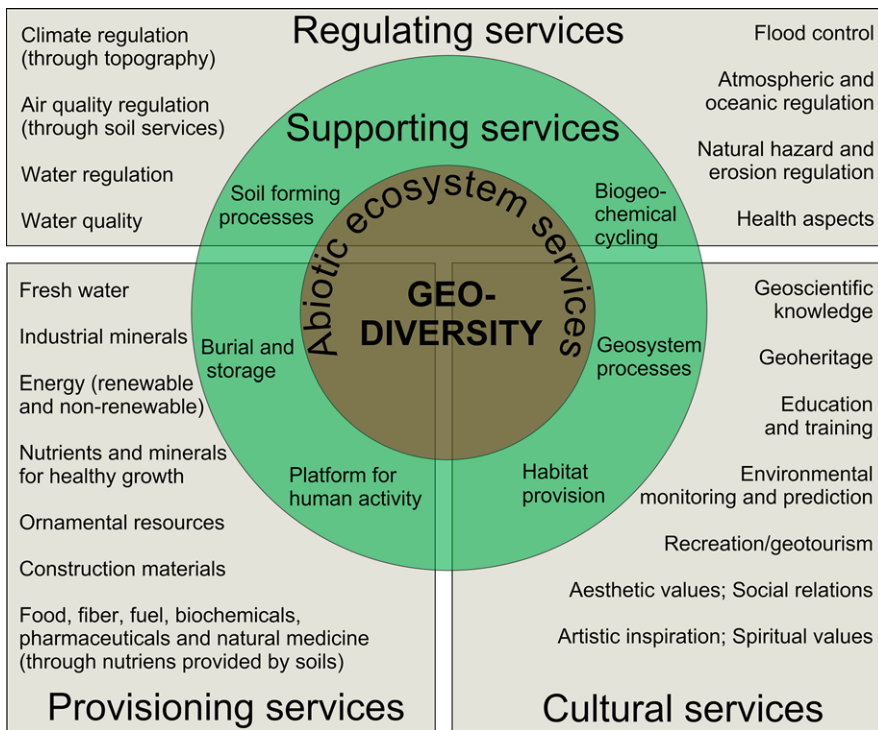 Regulating services
Climate regulation
(through topography)
Air quality regulation
(through soil services)
Water regulation
Water quality
Flood control
Atmospheric and
oceanic regulation
Natural hazard and
erosion regulation
Health aspects
Supporting services
Soil forming
processes
Biogeo-
chemical
cycling
Burial and
storage
Geosystem
processes
Platform for
human activity
Habitat
provision
Abiotic ecosystem services
GEO-
DIVERSITY
Fresh water
Industrial minerals
Energy (renewable
and non-renewable)
Nutrients and minerals
for healthy growth
Ornamental resources
Construction materials
Food, fiber, fuel, biochemicals,
pharmaceuticals and natural medicine
(through nutriens provided by soils)
Provisioning services
Geoscientific
knowledge
Geoheritage
Education
and training
Environmental
monitoring and prediction
Recreation/geotourism
Aesthetic values; Social relations
Artistic inspiration; Spiritual values
Cultural services